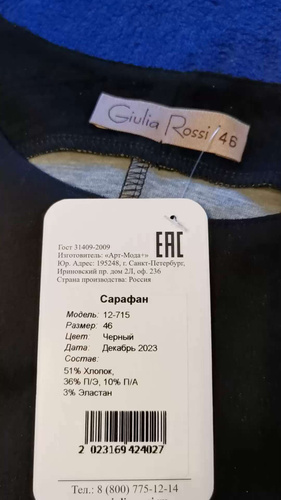 Giulia Rossi 46
Гост 31409-2009
Изготовитель: «Арт-Мода+»
Юр. Адрес: 195248, г. Санкт-Петербург,
Ириновский пр. дом 2Л, оф. 236
Страна производства: Россия
EAC
Сарафан
Модель: 12-715
Размер: 46
Цвет: Черный
Дата: Декабрь 2023
Состав:
51% Хлопок,
36% П/Э, 10% П/А
3% Эластан
2 023169 424027
Тел.: 8 (800) 775-12-14